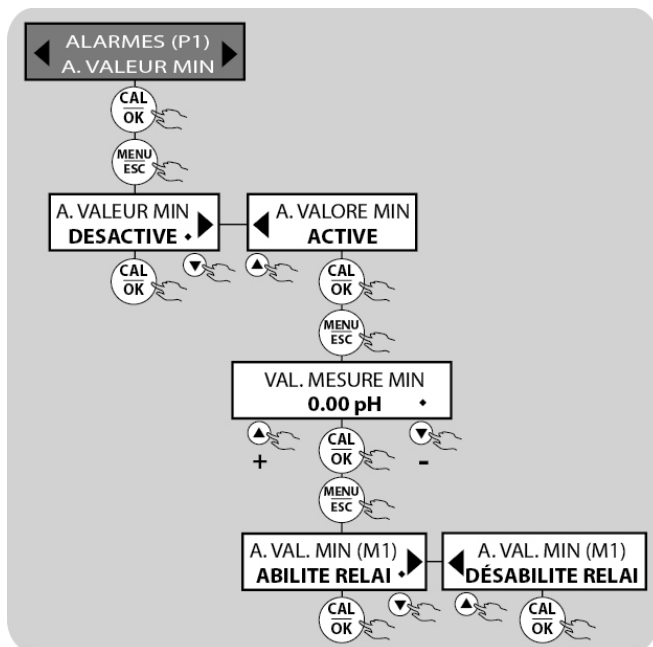 ALARMES (P1)
A. VALEUR MIN
CAL
OK
MENU
ESC
A. VALEUR MIN
DESACTIVE
A. VALORE MIN
ACTIVE
CAL
OK
CAL
OK
MENU
ESC
VAL. MESURE MIN
0.00 pH
+
CAL
OK
-
MENU
ESC
A. VAL. MIN (M1)
ABILITE RELAI
A. VAL. MIN (M1)
DÉSABILITE RELAI
CAL
OK
CAL
OK